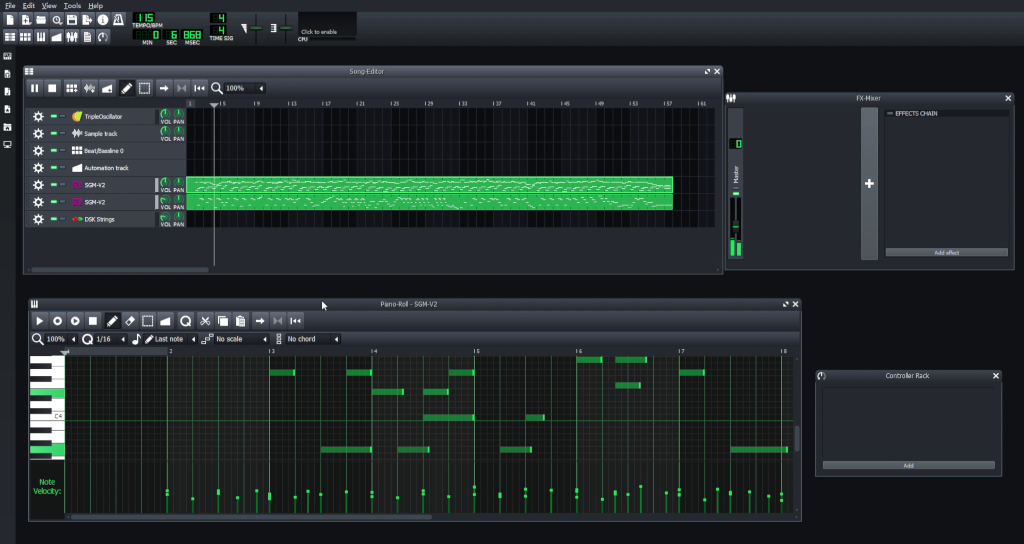 File Edit View Tools Help
115
TEMPO/BPM
0 6 868
MIN SEC MSEC
4
4
TIME SIG
Click to enable
CPU
Song-Editor
100%
1 5 9 13 17 21 25 29 33 37 41 45 49 53 57 61
TripleOscillator VOL PAN
Sample track VOL PAN
Beat/Bassline 0
Automation track
SGM-V2 VOL PAN
SGM-V2 VOL PAN
DSK Strings VOL PAN
FX-Mixer
0
Master
EFFECTS CHAIN
Add effect
Piano-Roll - SGM-V2
100% Q 1/16 Last note No scale No chord
2 3 4 5 6 7 8
C4
Note
Velocity:
Controller Rack
Add